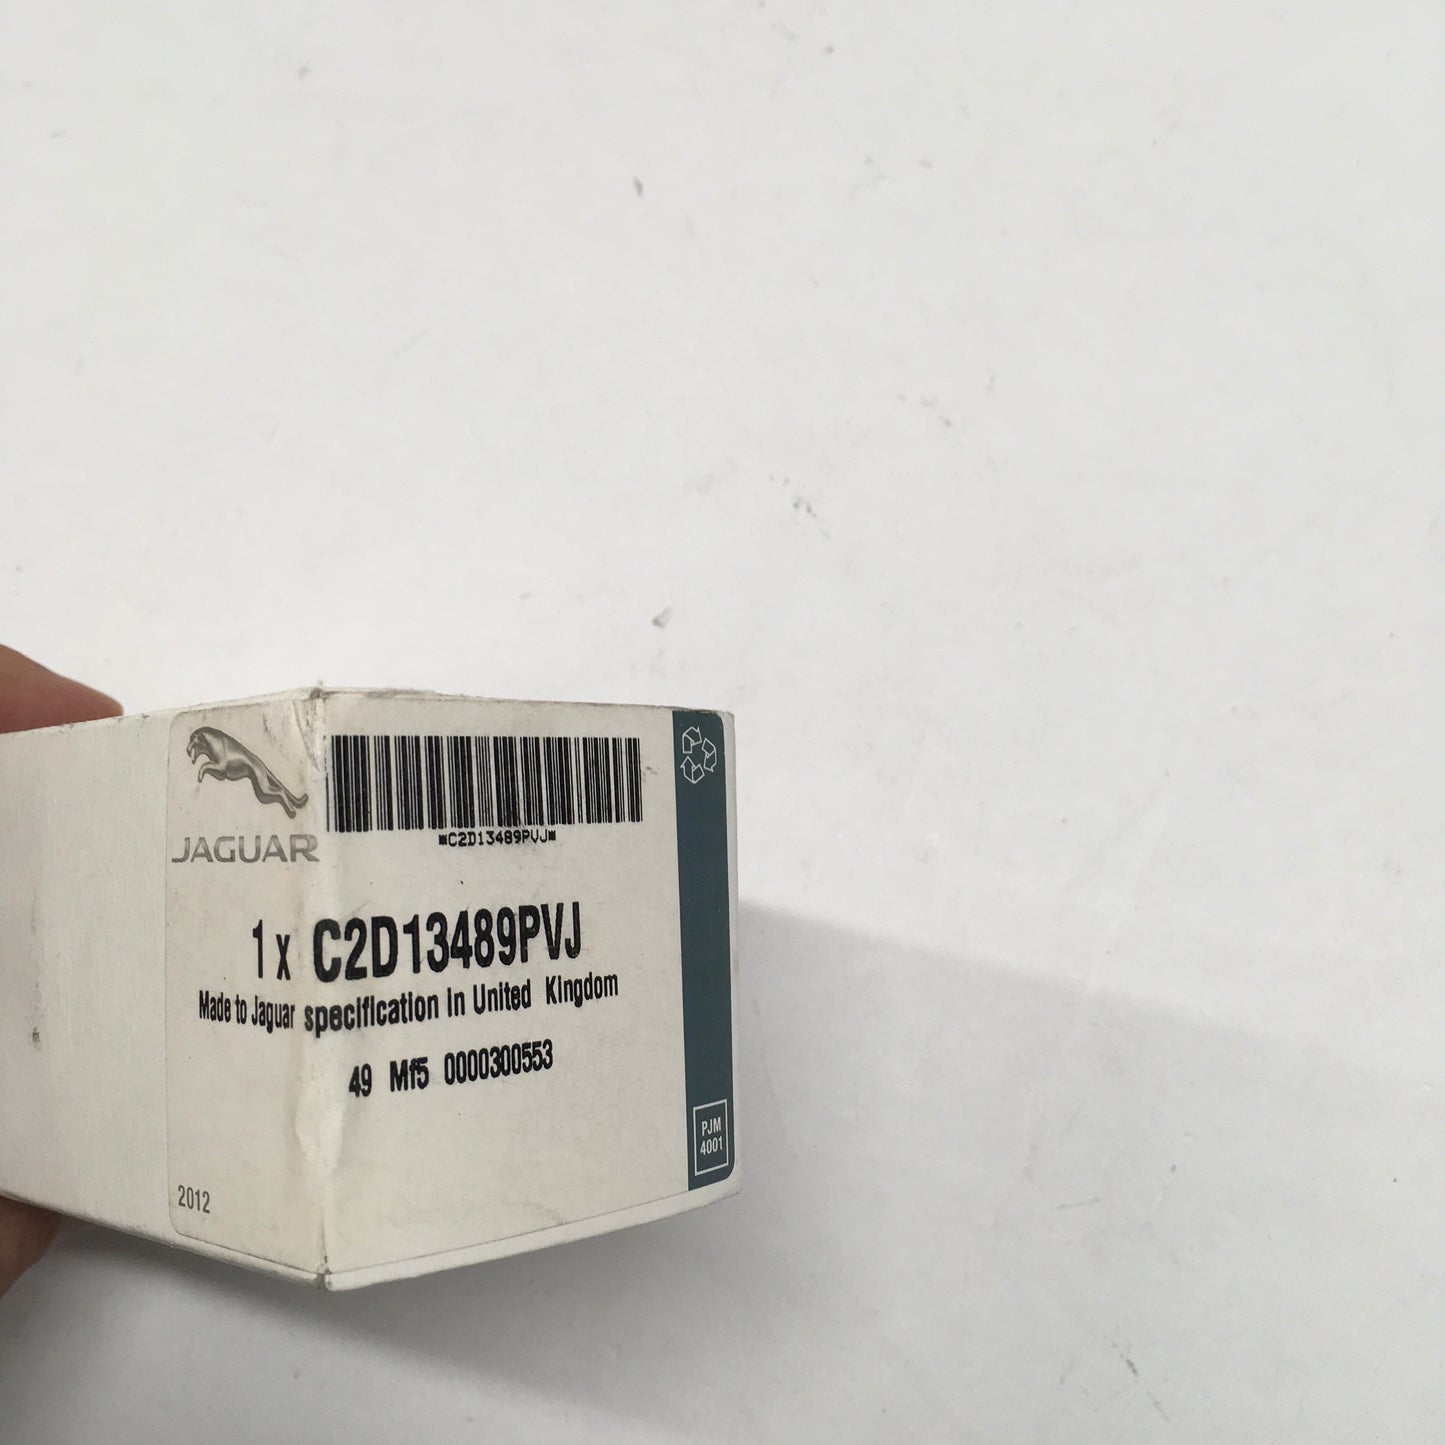 JAGUAR
*C2D13489PVJ*
1 x C2D13489PVJ
Made to Jaguar specification In United Kingdom
49 Mf5 0000300553
2012
PJM
4001